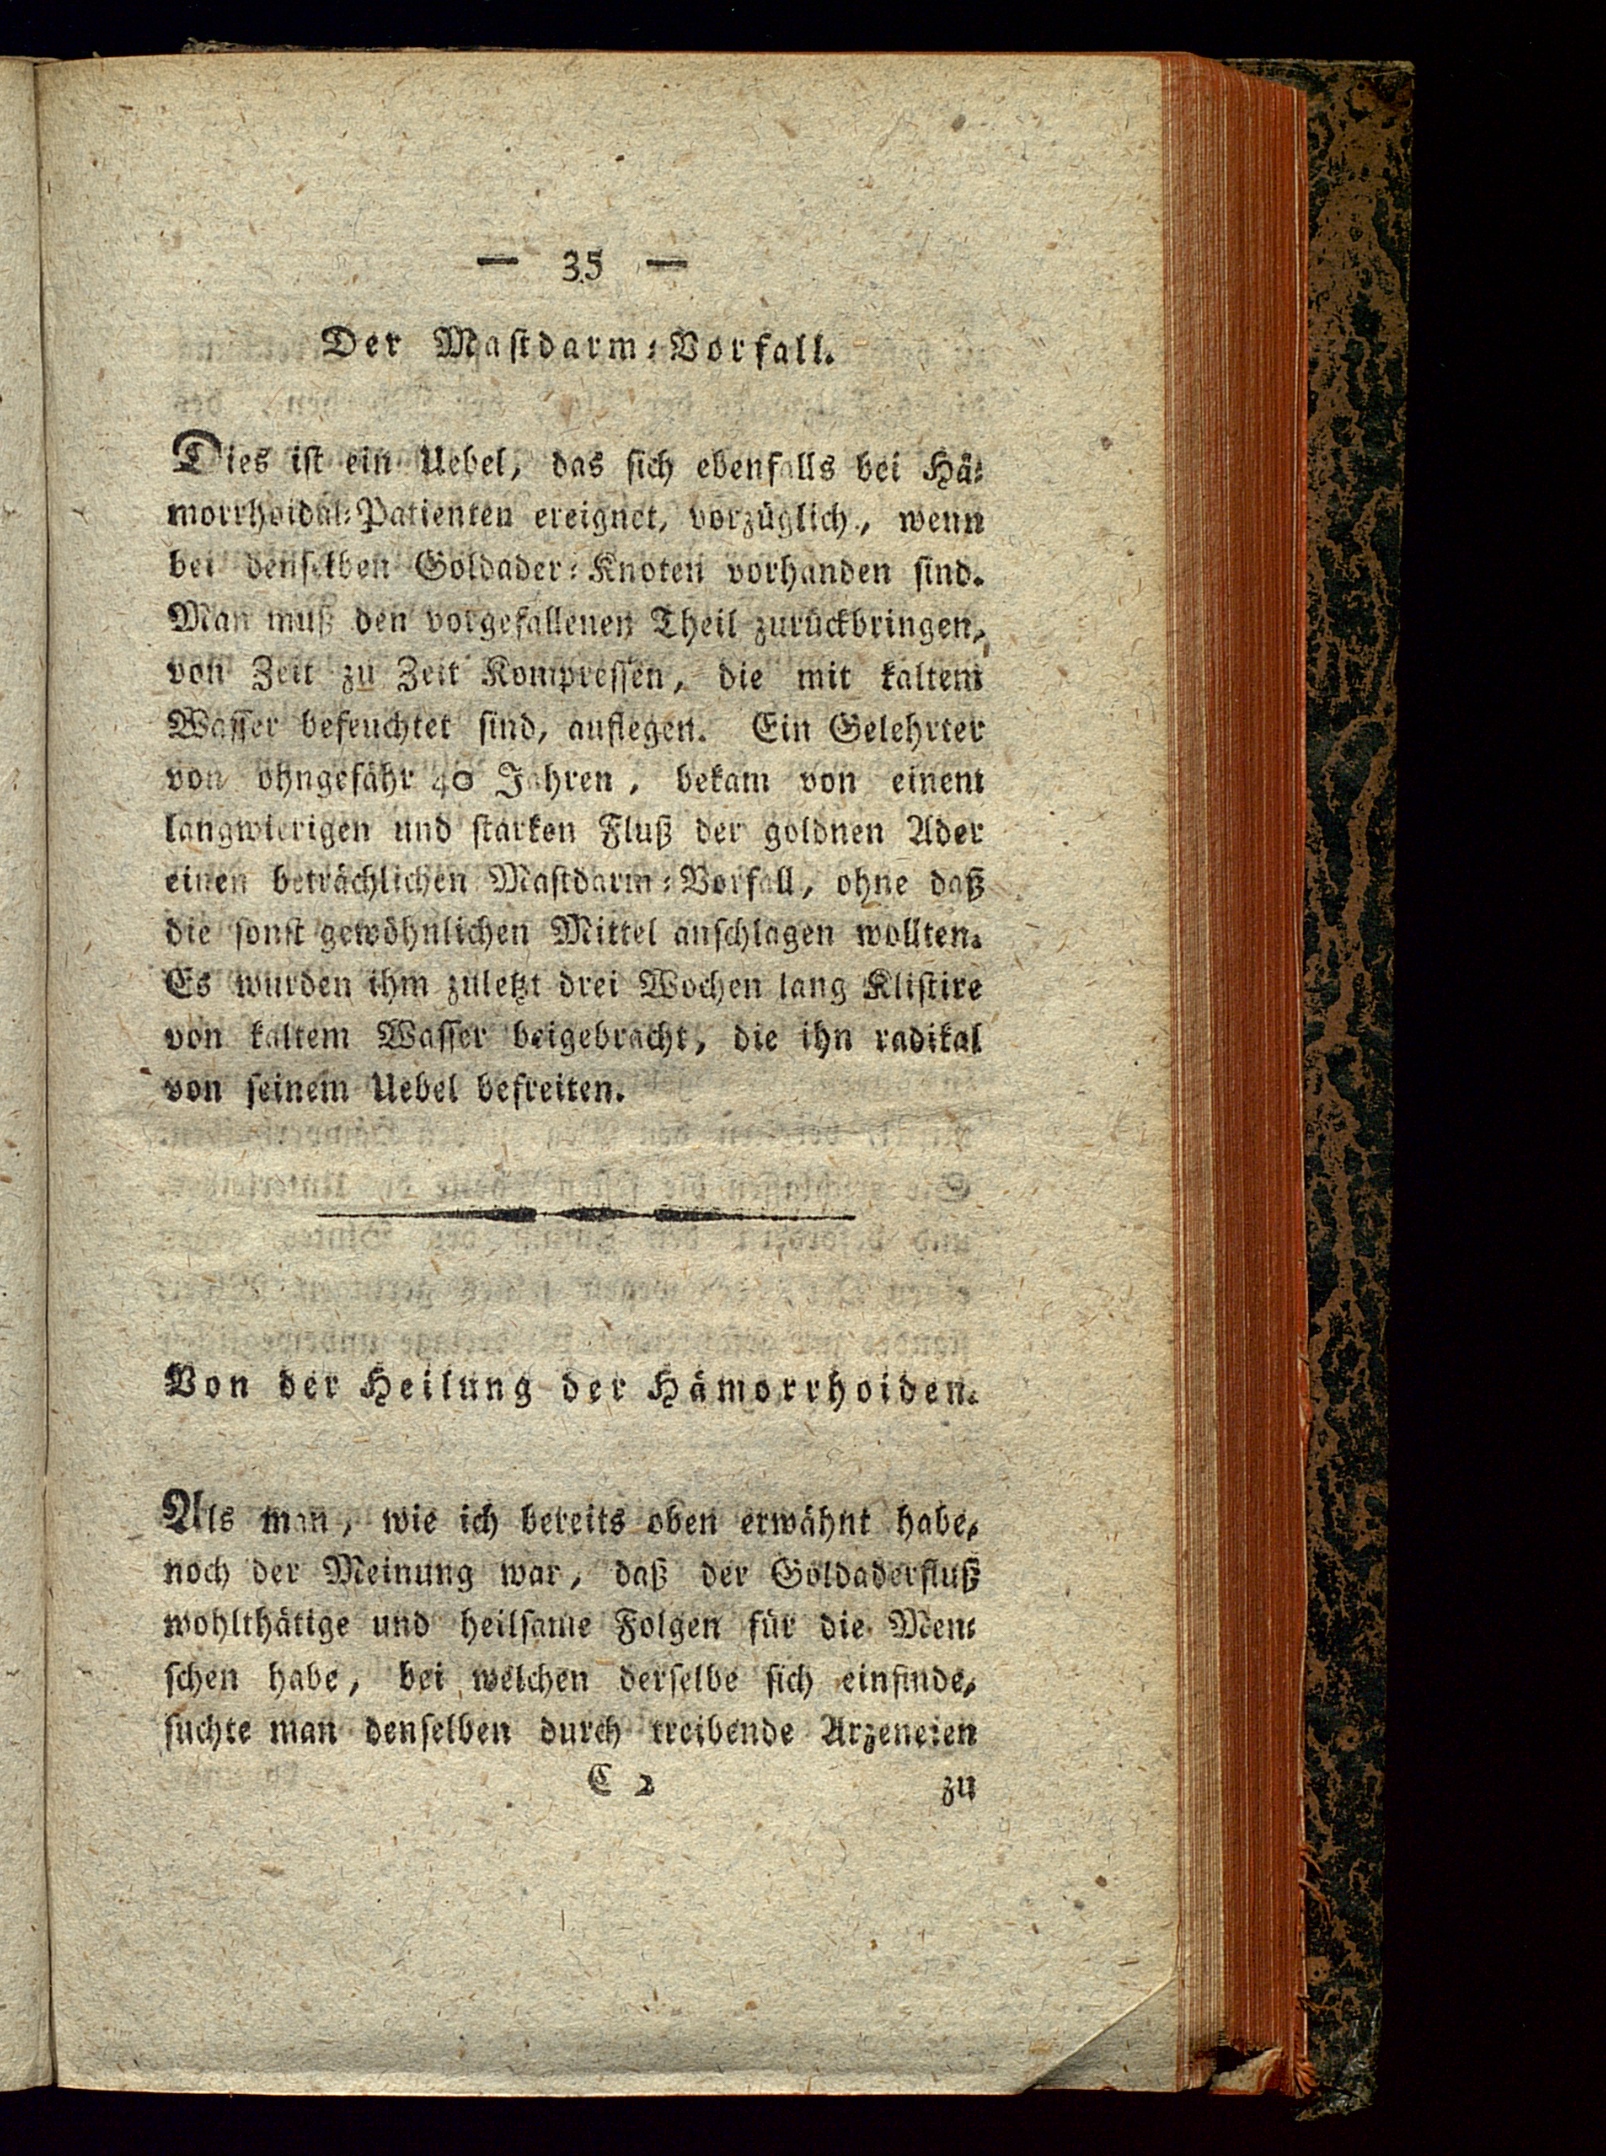 — 35 —
Der Mastdarm-Vorfall.
Dies ist ein Uebel, das sich ebenfalls bei Hä-
morrhoidal-Patienten ereignet, vorzüglich, wenn
bei denselben Goldader-Knoten vorhanden sind.
Man muß den vorgefallenen Theil zurückbringen,
von Zeit zu Zeit Kompressen, die mit kaltem
Wasser befeuchtet sind, auflegen. Ein Gelehrter
von ohngefähr 40 Jahren, bekam von einem
langwierigen und starken Fluß der goldnen Ader
einen beträchlichen Mastdarm-Vorfall, ohne daß
die sonst gewöhnlichen Mittel anschlagen wollten.
Es wurden ihm zuletzt drei Wochen lang Klistire
von kaltem Wasser beigebracht, die ihn radikal
von seinem Uebel befreiten.
Von der Heilung der Hämorrhoiden.
Als man, wie ich bereits oben erwähnt habe,
noch der Meinung war, daß der Goldaderfluß
wohlthätige und heilsame Folgen für die Men-
schen habe, bei welchen derselbe sich einfinde,
suchte man denselben durch treibende Arzeneien
C 2 zu